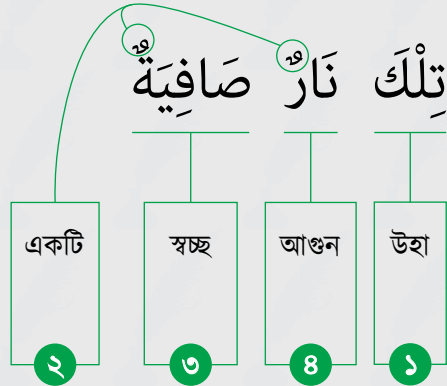 تِلْكَ نَارٌ صَافِيَةٌ
একটি স্বচ্ছ আগুন উহা
২ ৩ ৪ ১